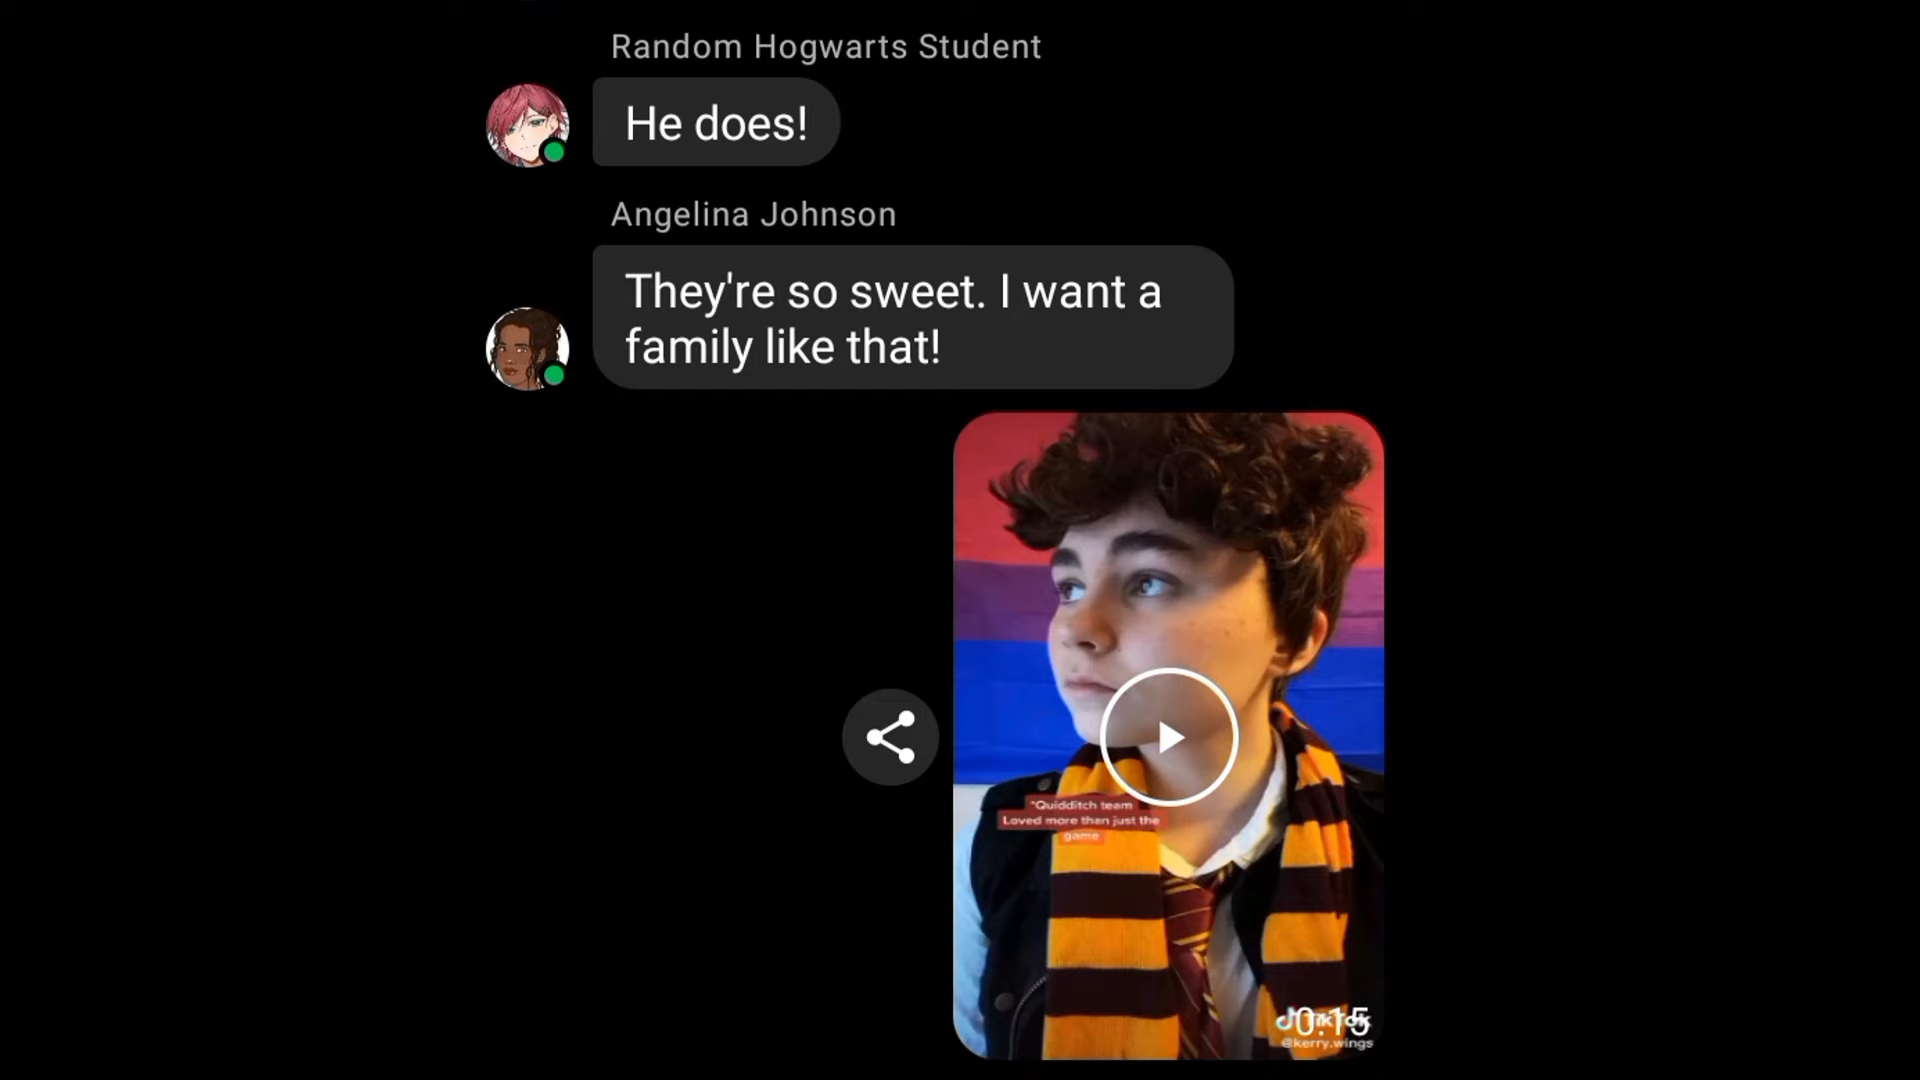 Random Hogwarts Student
He does!
Angelina Johnson
They're so sweet. I want a
family like that!
"Quidditch team
Loved more than just the
game
TikTok
0:15
@kerry.wings